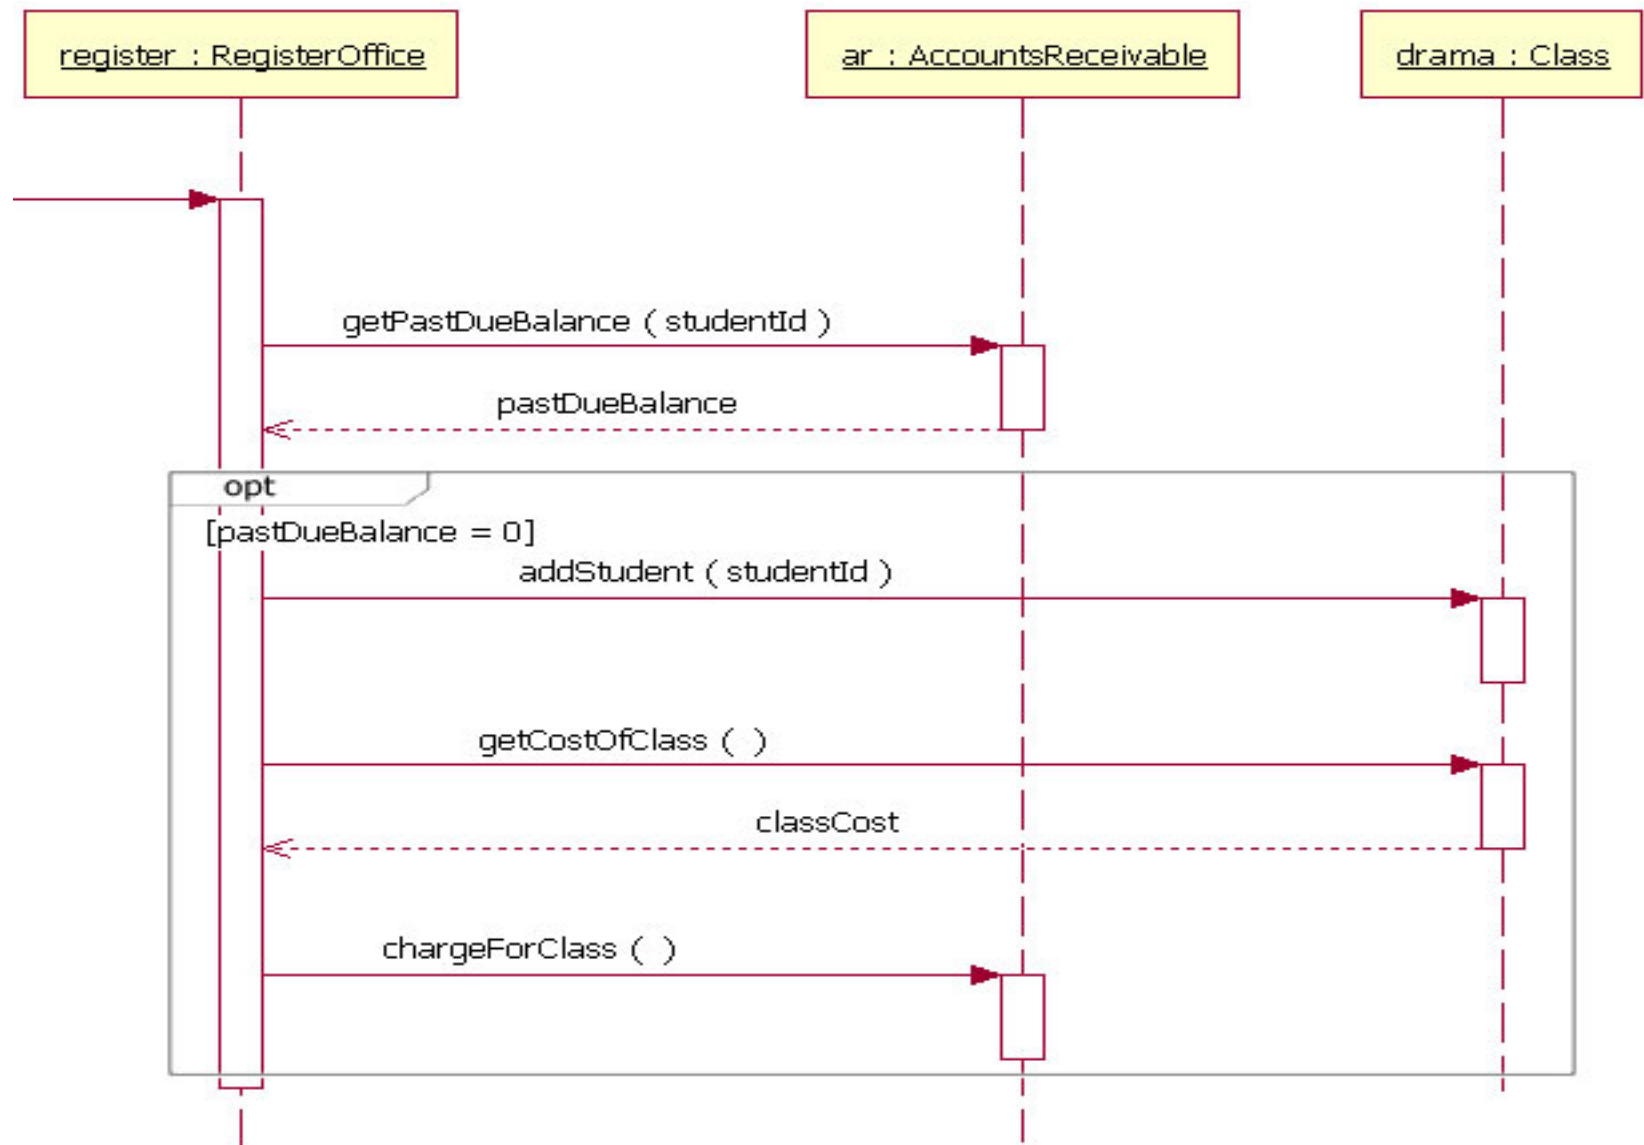 register : RegisterOffice
ar : AccountsReceivable
drama : Class
getPastDueBalance ( studentId )
pastDueBalance
opt
[pastDueBalance = 0]
addStudent ( studentId )
getCostOfClass ( )
classCost
chargeForClass ( )